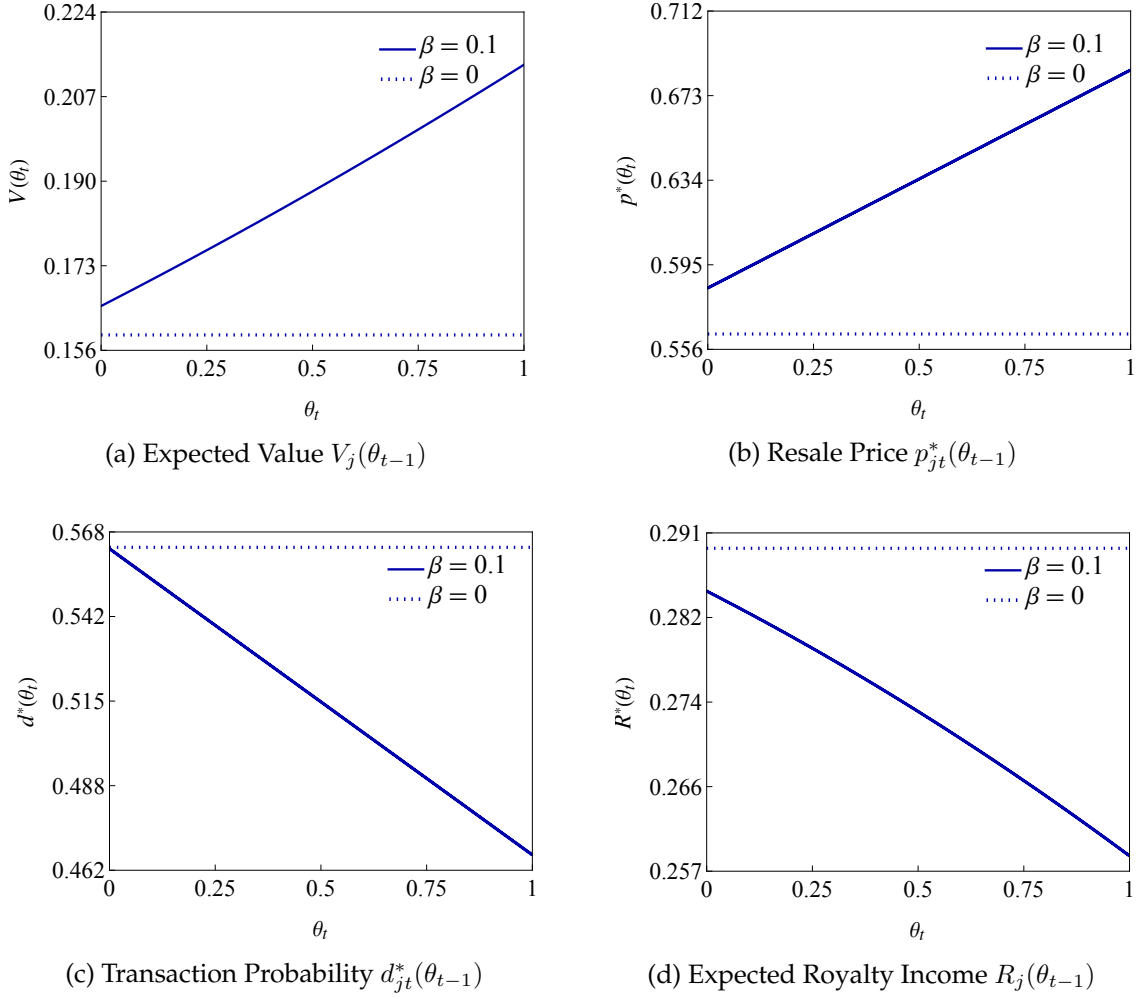 0.224
0.207
0.190
0.173
0.156
V(θₜ)
β = 0.1
β = 0
0 0.25 0.5 0.75 1
θₜ
(a) Expected Value Vⱼ(θₜ₋₁)
0.712
0.673
0.634
0.595
0.556
p*(θₜ)
β = 0.1
β = 0
0 0.25 0.5 0.75 1
θₜ
(b) Resale Price p*ⱼₜ(θₜ₋₁)
0.568
0.542
0.515
0.488
0.462
d*(θₜ)
β = 0.1
β = 0
0 0.25 0.5 0.75 1
θₜ
(c) Transaction Probability d*ⱼₜ(θₜ₋₁)
0.291
0.282
0.274
0.266
0.257
R*(θₜ)
β = 0.1
β = 0
0 0.25 0.5 0.75 1
θₜ
(d) Expected Royalty Income Rⱼ(θₜ₋₁)